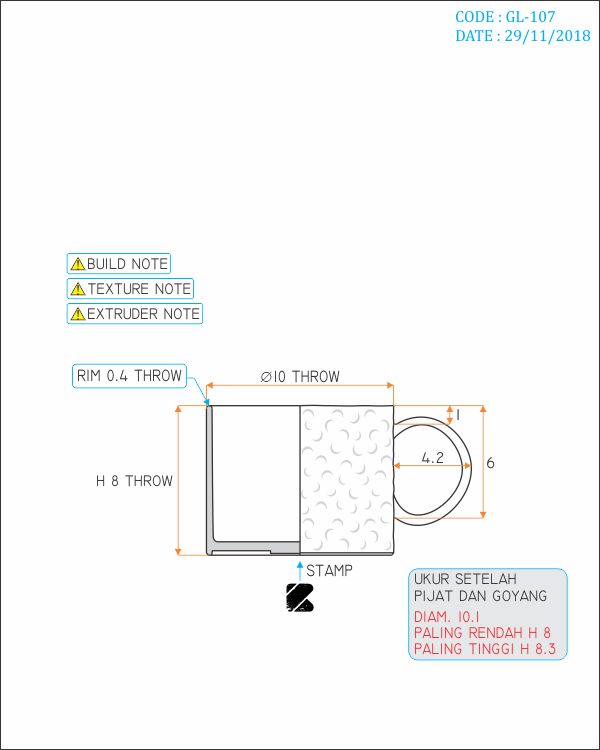 CODE : GL-107
DATE : 29/11/2018
BUILD NOTE
TEXTURE NOTE
EXTRUDER NOTE
RIM 0.4 THROW
Ø10 THROW
1
4.2
6
H 8 THROW
STAMP
UKUR SETELAH
PIJAT DAN GOYANG
DIAM. 10.1
PALING RENDAH H 8
PALING TINGGI H 8.3